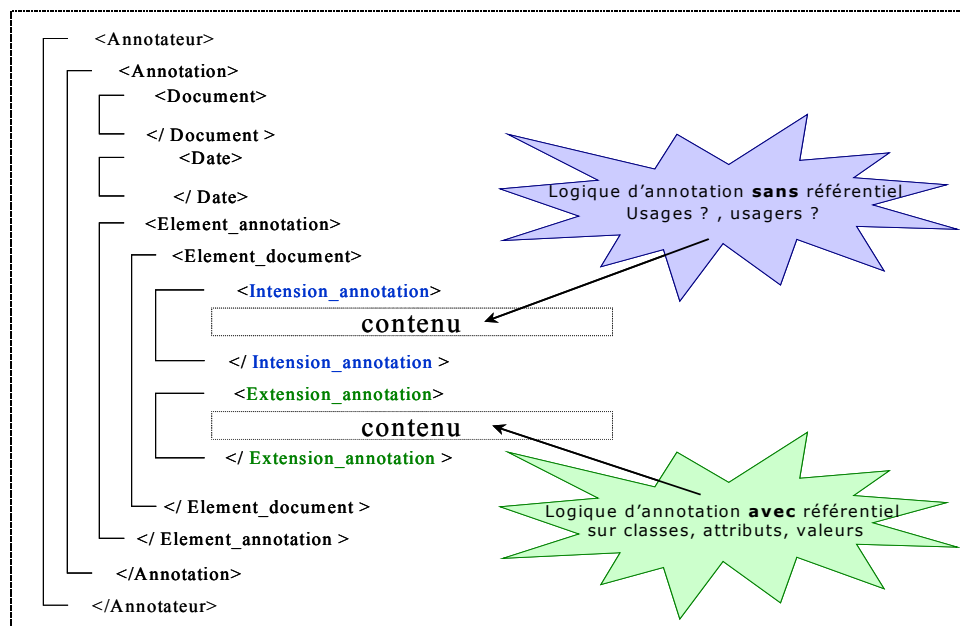 <Annotateur>
<Annotation>
<Document>
</ Document >
<Date>
</ Date>
<Element_annotation>
<Element_document>
<Intension_annotation>
contenu
</ Intension_annotation >
<Extension_annotation>
contenu
</ Extension_annotation >
</ Element_document >
</ Element_annotation >
</Annotation>
</Annotateur>
Logique d'annotation sans référentiel
Usages ? , usagers ?
Logique d'annotation avec référentiel
sur classes, attributs, valeurs